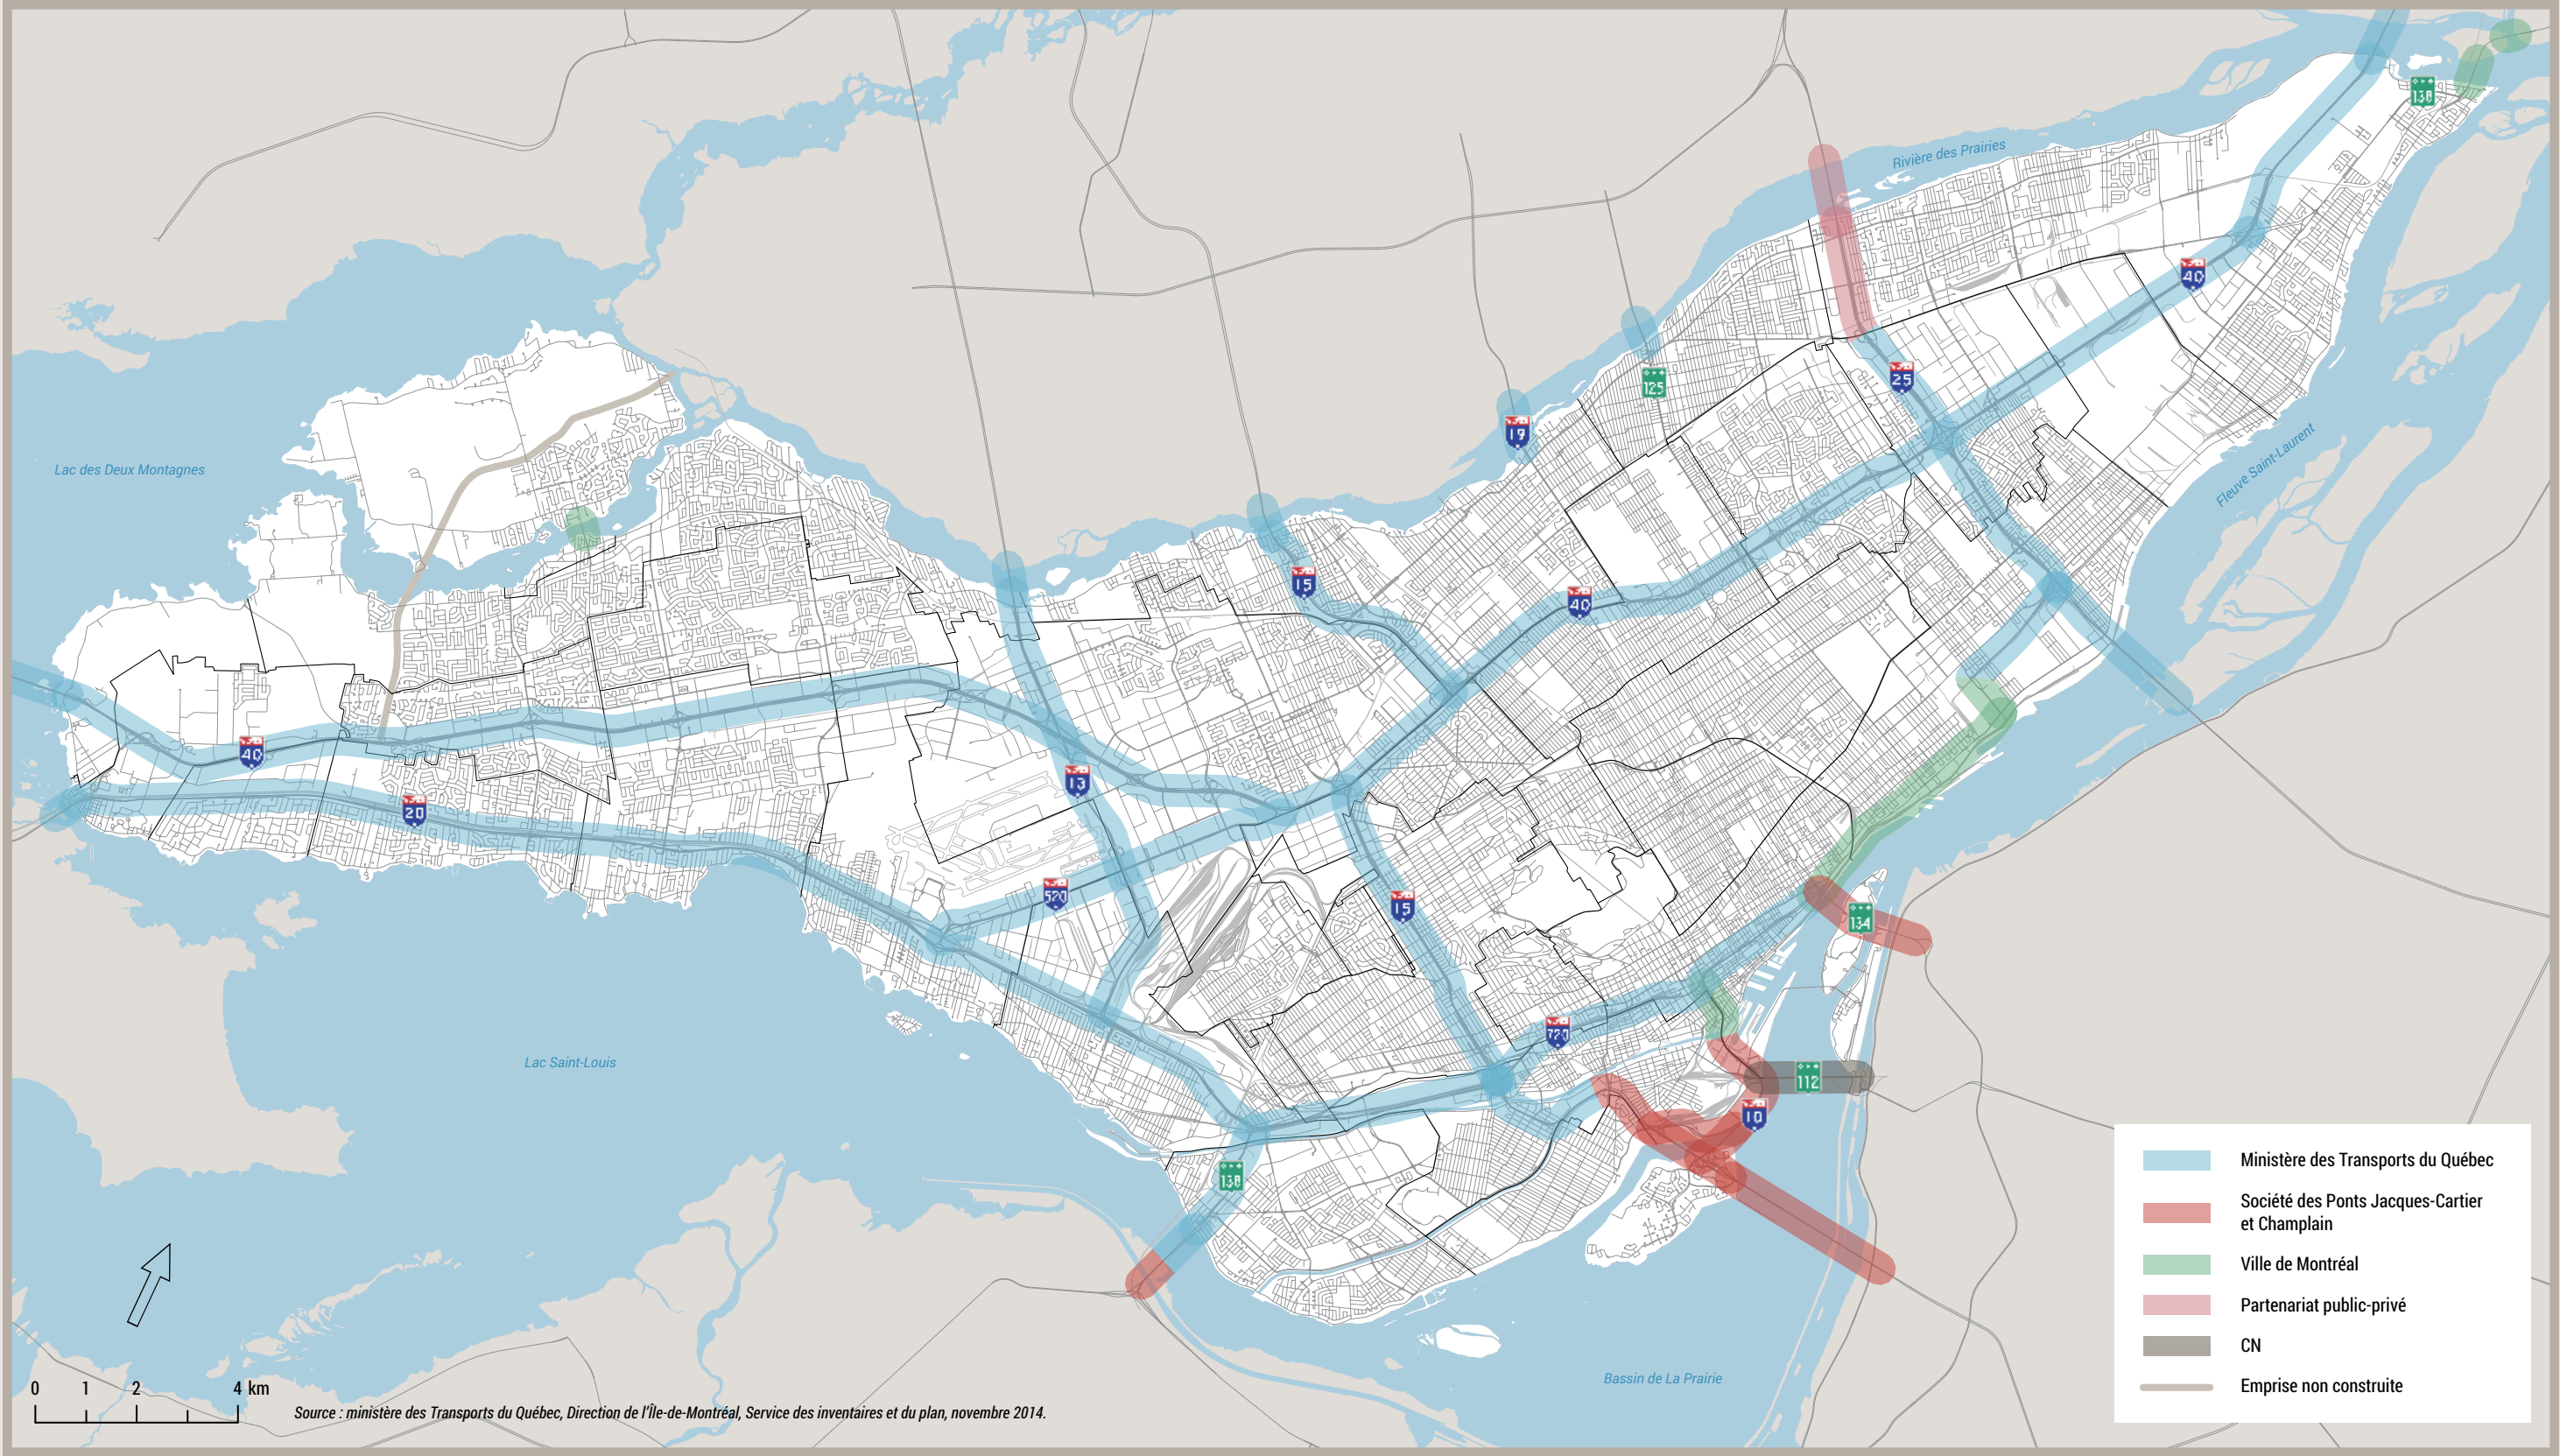 138
Rivière des Prairies
40
25
125
19
Lac des Deux Montagnes
Fleuve Saint-Laurent
15
40
40
13
20
520
15
134
720
Lac Saint-Louis
112
10
138
Ministère des Transports du Québec
Société des Ponts Jacques-Cartier
et Champlain
Ville de Montréal
Partenariat public-privé
CN
Emprise non construite
Bassin de La Prairie
0 1 2 4 km
Source : ministère des Transports du Québec, Direction de l'Île-de-Montréal, Service des inventaires et du plan, novembre 2014.